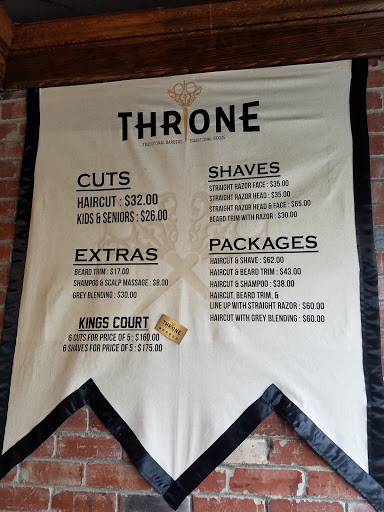 THRONE
TRADITIONAL BARBERS TRADITIONAL GOODS
CUTS
HAIRCUT : $32.00
KIDS & SENIORS : $26.00
SHAVES
STRAIGHT RAZOR FACE : $35.00
STRAIGHT RAZOR HEAD : $35.00
STRAIGHT RAZOR HEAD & FACE : $65.00
BEARD TRIM WITH RAZOR : $30.00
EXTRAS
BEARD TRIM : $17.00
SHAMPOO & SCALP MASSAGE : $8.00
GREY BLENDING : $30.00
PACKAGES
HAIRCUT & SHAVE : $62.00
HAIRCUT & BEARD TRIM : $43.00
HAIRCUT & SHAMPOO : $38.00
HAIRCUT, BEARD TRIM, &
LINE UP WITH STRAIGHT RAZOR : $60.00
HAIRCUT WITH GREY BLENDING : $60.00
KINGS COURT
6 CUTS FOR PRICE OF 5 : $160.00
6 SHAVES FOR PRICE OF 5 : $175.00
THRONE